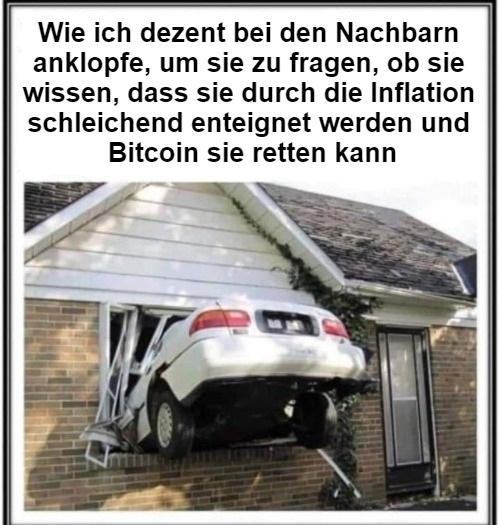 Wie ich dezent bei den Nachbarn
anklopfe, um sie zu fragen, ob sie
wissen, dass sie durch die Inflation
schleichend enteignet werden und
Bitcoin sie retten kann